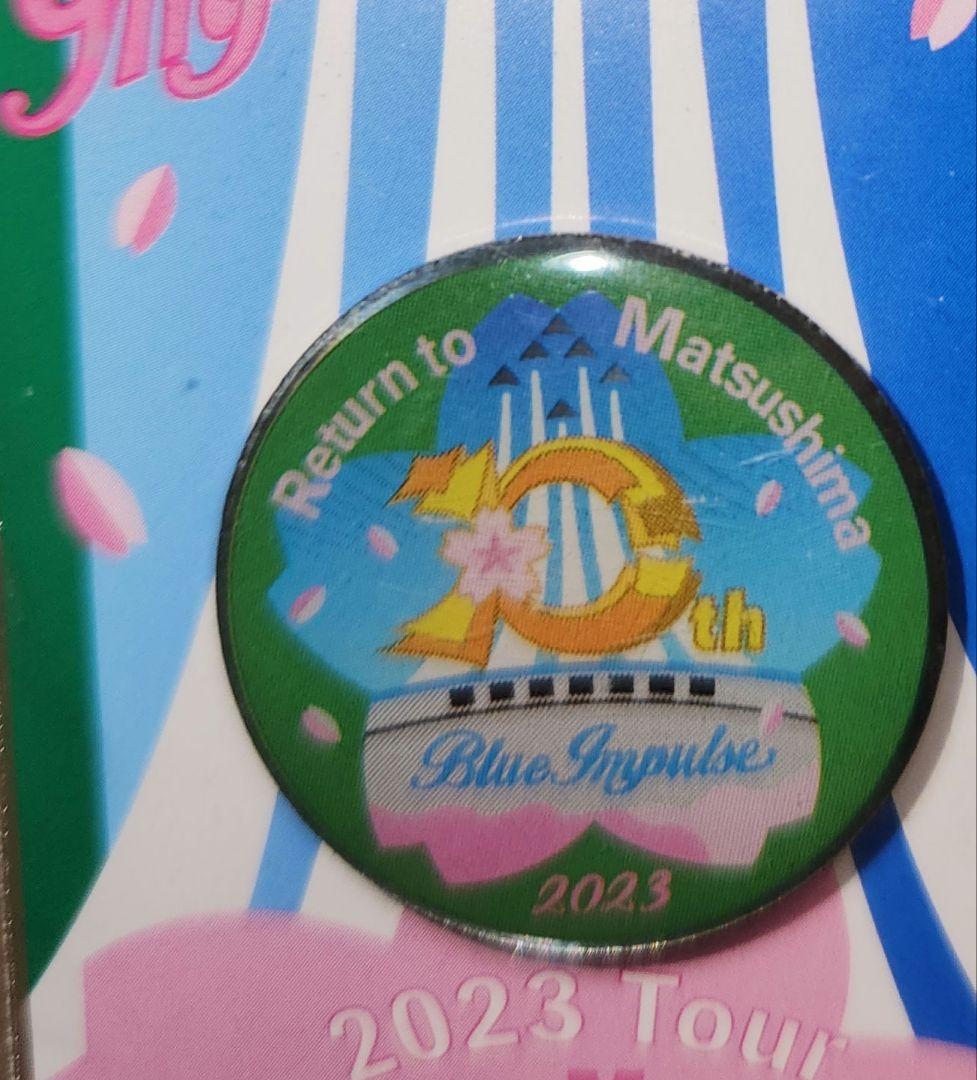 Return to Matsushima
10th
Blue Impulse
2023
2023 Tour